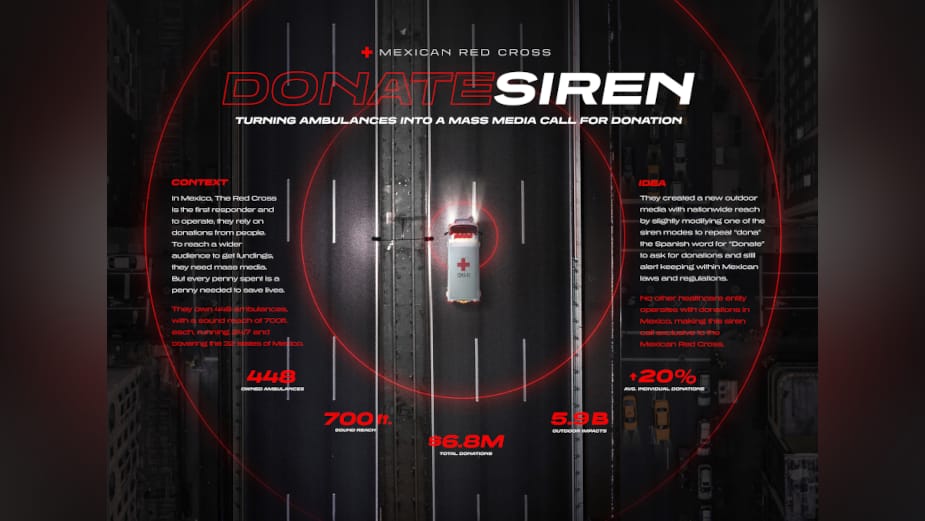 MEXICAN RED CROSS
DONATESIREN
TURNING AMBULANCES INTO A MASS MEDIA CALL FOR DONATION
CONTEXT
In Mexico, The Red Cross
is the first responder and
to operate, they rely on
donations from people.
To reach a wider
audience to get fundings,
they need mass media.
But every penny spent is a
penny needed to save lives.
They own 448 ambulances,
with a sound reach of 700ft.
each, running 24/7 and
covering the 32 states of Mexico.
448
OWNED AMBULANCES
700 ft.
SOUND REACH
$6.8M
TOTAL DONATIONS
5.9 B
OUTDOOR IMPACTS
20%
AVG. INDIVIDUAL DONATIONS
IDEA
They created a new outdoor
media with nationwide reach
by slightly modifiying one of the
siren modes to repeat "dona"
the Spanish word for "Donate"
to ask for donations and still
alert keeping within Mexican
laws and regulations.
No other healthcare entity
operates with donations in
Mexico, making this siren
call exclusive to the
Mexican Red Cross.